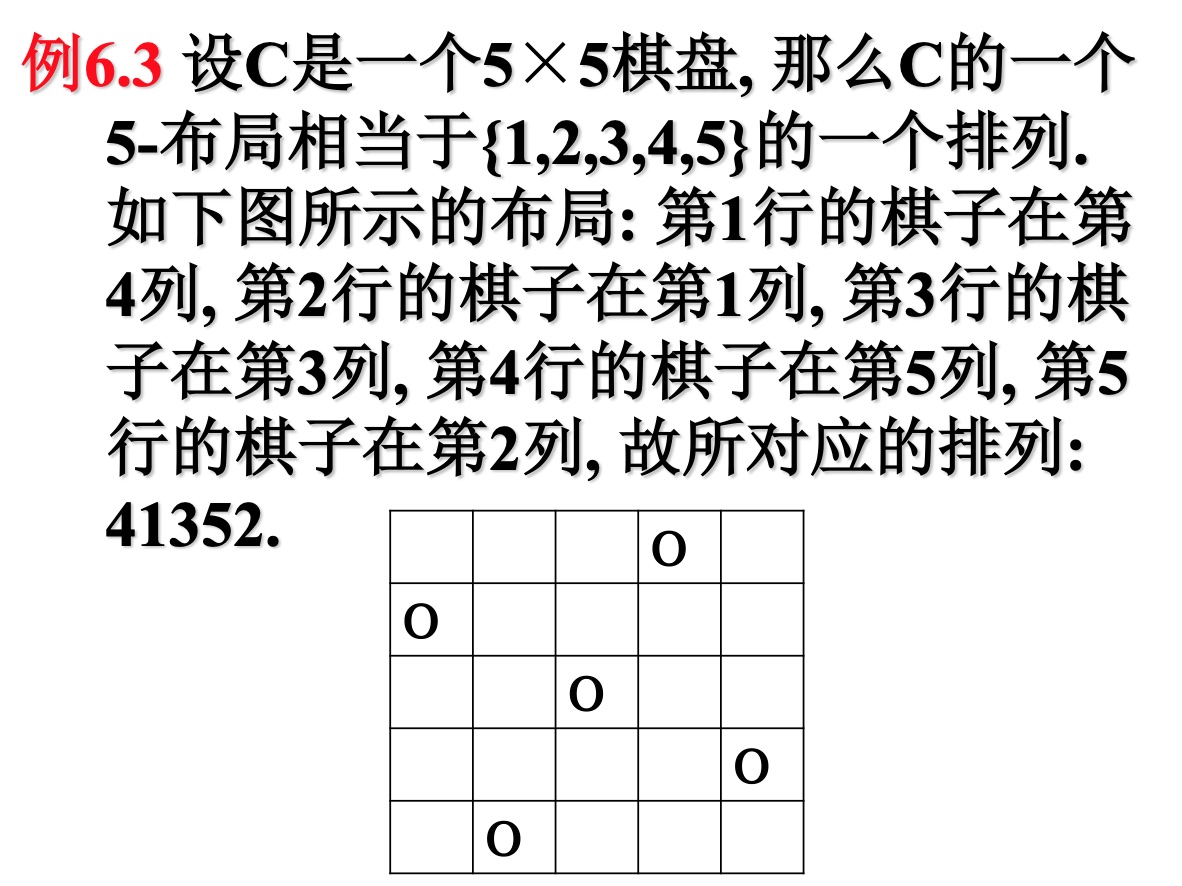 例6.3 设C是一个5×5棋盘, 那么C的一个
5-布局相当于{1,2,3,4,5}的一个排列.
如下图所示的布局: 第1行的棋子在第
4列, 第2行的棋子在第1列, 第3行的棋
子在第3列, 第4行的棋子在第5列, 第5
行的棋子在第2列, 故所对应的排列:
41352.
o
o
o
o
o